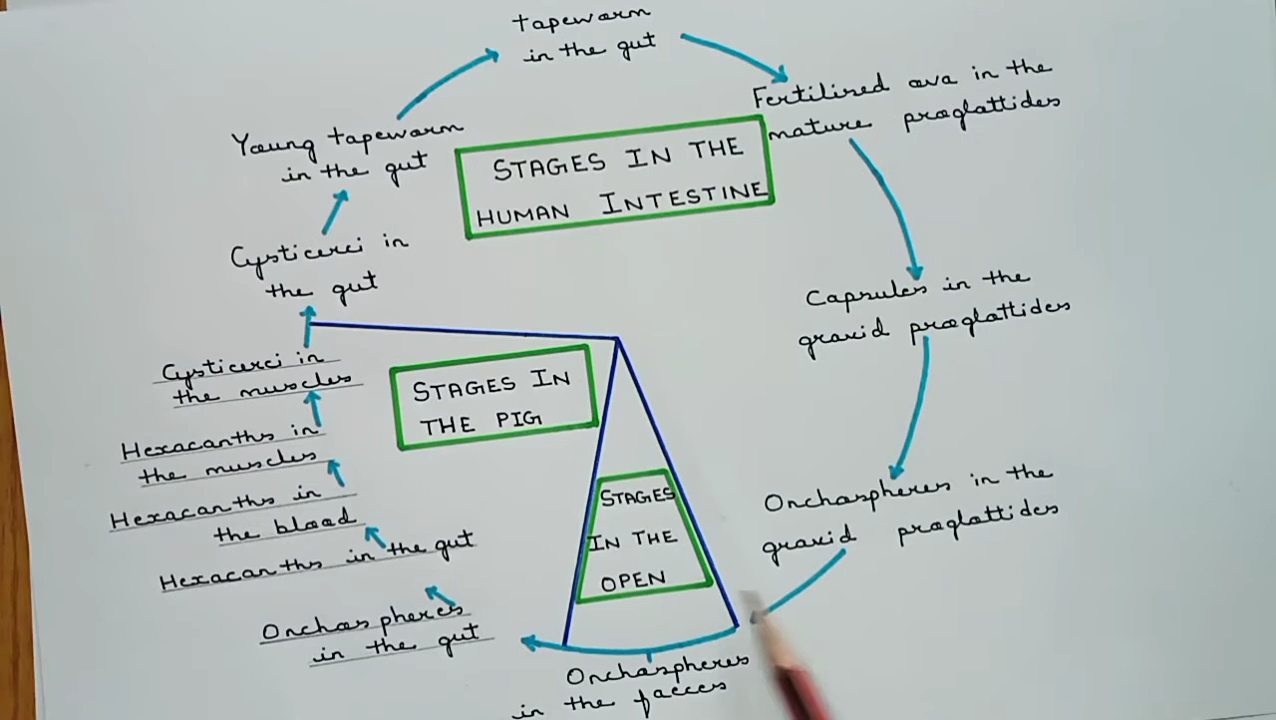 Tapeworm
in the gut
Fertilized ova in the
mature proglottides
Young tapeworm
in the gut
STAGES IN THE
HUMAN INTESTINE
Cysticerci in
the gut
Capsules in the
gravid proglottides
Cysticerci in
the muscles
STAGES IN
THE PIG
Hexacanths in
the muscles
Hexacanths in
the blood
Hexacanths in the gut
STAGES
IN THE
OPEN
Onchospheres in the
gravid proglottides
Onchospheres
in the gut
Onchospheres
in the faeces